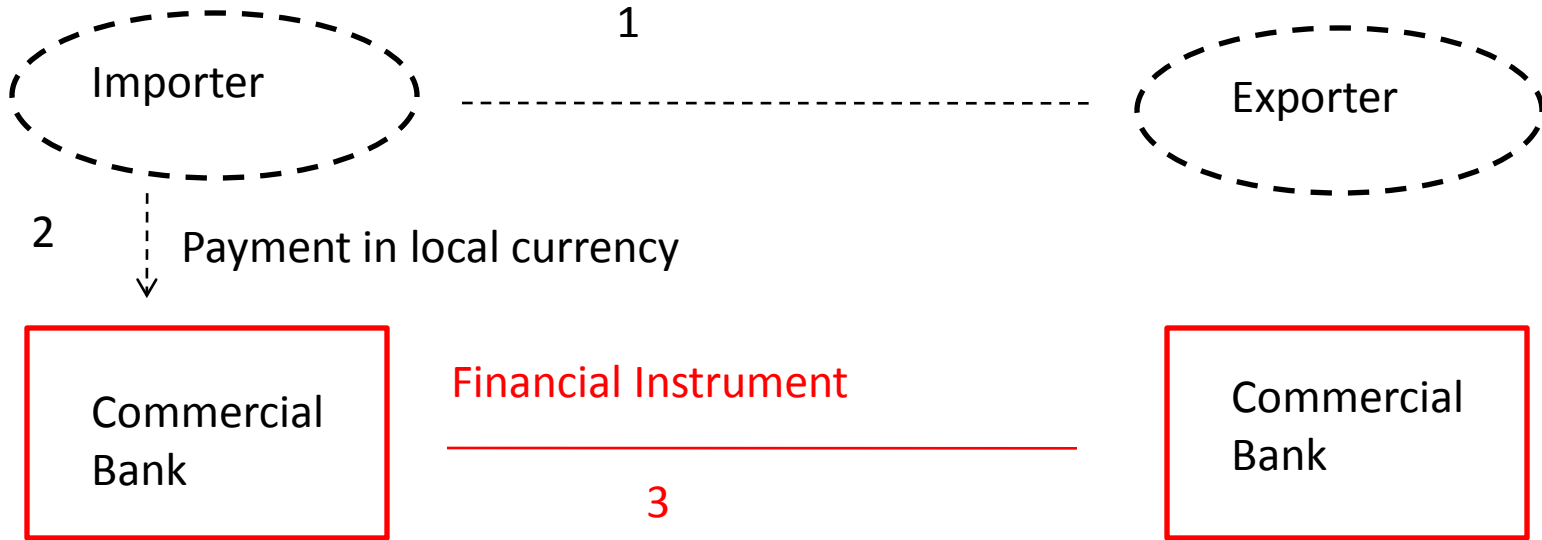 1
Importer
Exporter
2
Payment in local currency
Financial Instrument
Commercial
Bank
Commercial
Bank
3